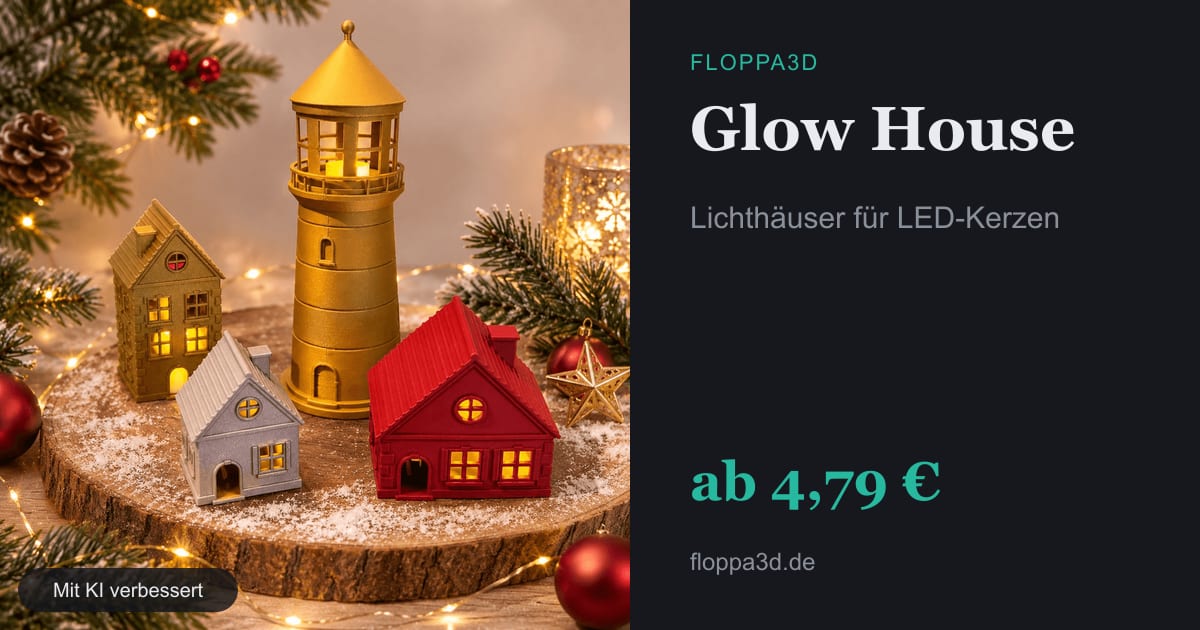 FLOPPA3D
Glow House
Lichthäuser für LED-Kerzen
ab 4,79 €
floppa3d.de
Mit KI verbessert